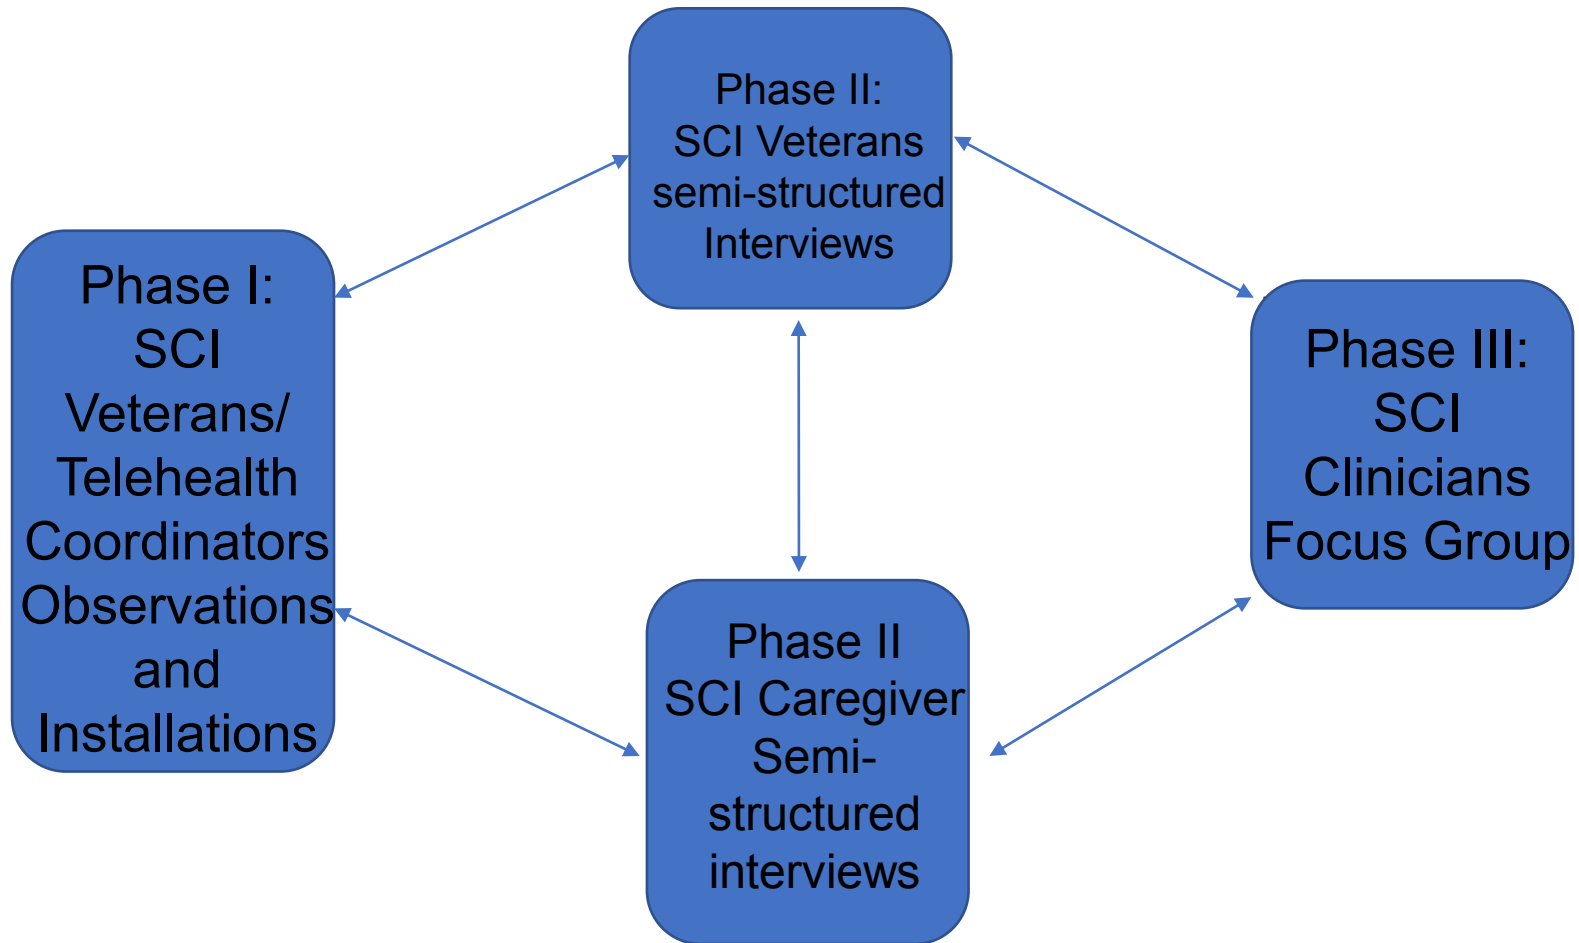 Phase I:
SCI
Veterans/
Telehealth
Coordinators
Observations
and
Installations
Phase II:
SCI Veterans
semi-structured
Interviews
Phase II
SCI Caregiver
Semi-
structured
interviews
Phase III:
SCI
Clinicians
Focus Group